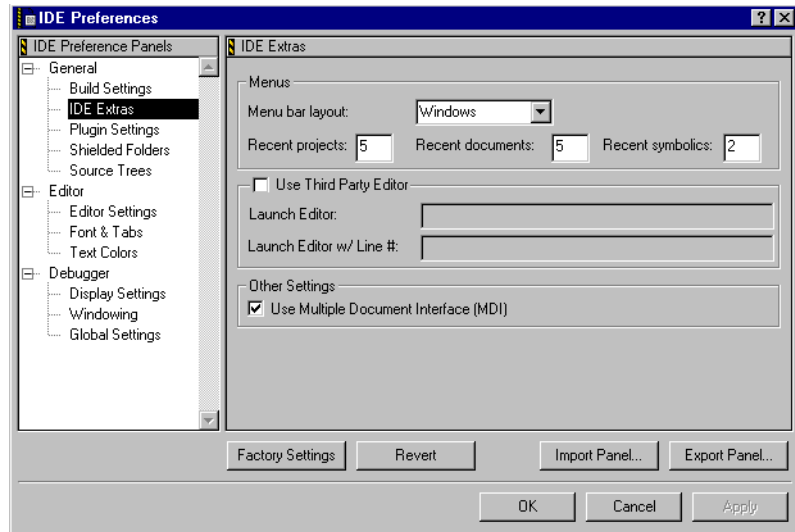 IDE Preferences
IDE Preference Panels
General
Build Settings
IDE Extras
Plugin Settings
Shielded Folders
Source Trees
Editor
Editor Settings
Font & Tabs
Text Colors
Debugger
Display Settings
Windowing
Global Settings
IDE Extras
Menus
Menu bar layout: Windows
Recent projects: 5 Recent documents: 5 Recent symbolics: 2
Use Third Party Editor
Launch Editor:
Launch Editor w/ Line #:
Other Settings
Use Multiple Document Interface (MDI)
Factory Settings Revert Import Panel... Export Panel...
OK Cancel Apply